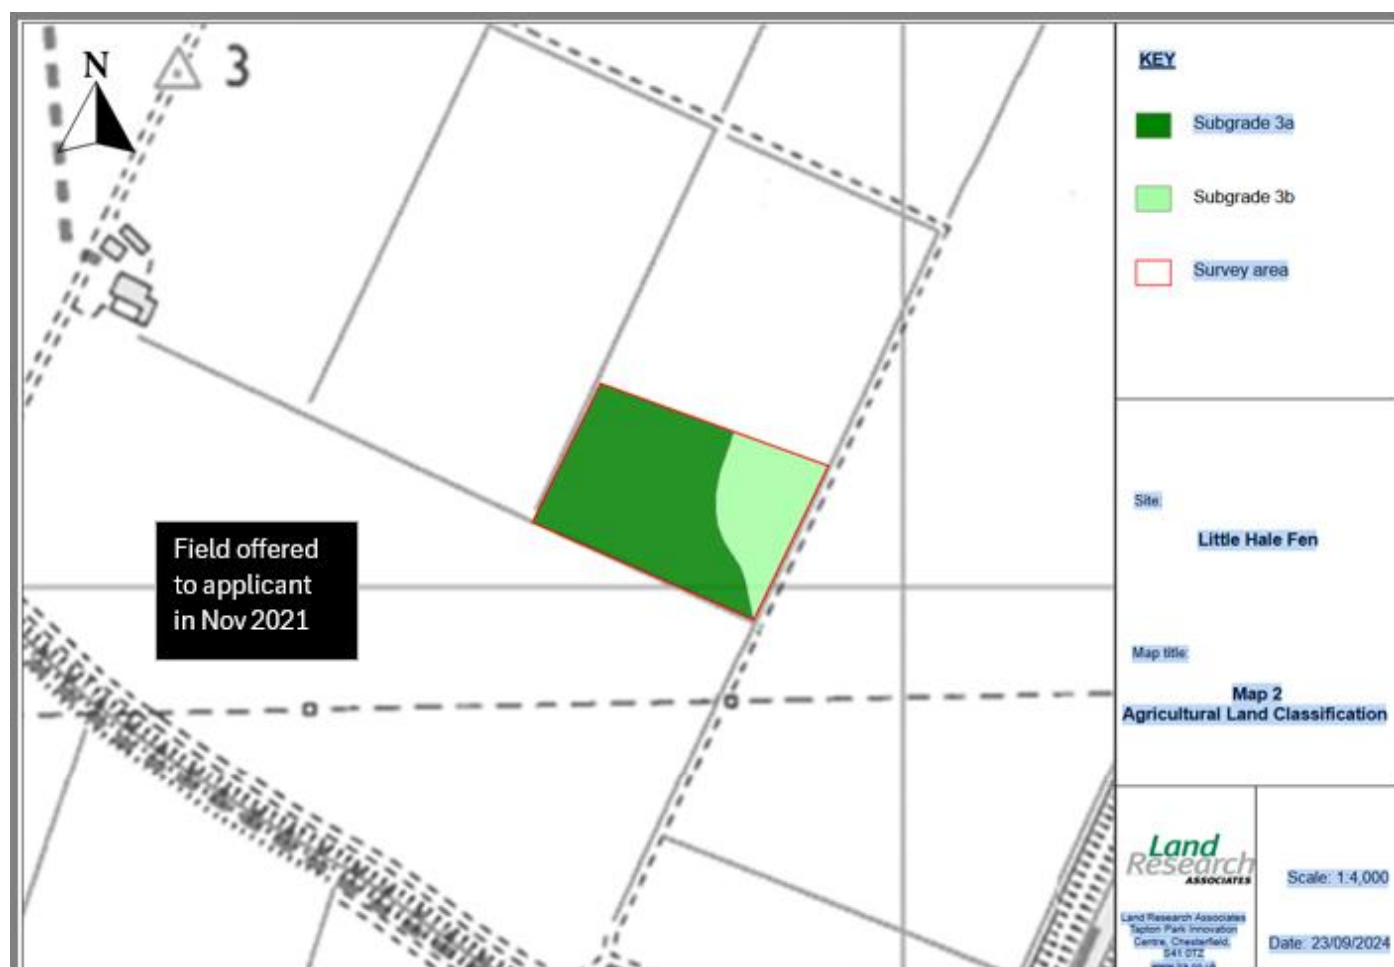 N
3
Field offered
to applicant
in Nov 2021
KEY
Subgrade 3a
Subgrade 3b
Survey area
Site:
Little Hale Fen
Map title:
Map 2
Agricultural Land Classification
Land
Research
ASSOCIATES
Land Research Associates
Tapton Park Innovation
Centre, Chesterfield,
S41 0TZ
Scale: 1:4,000
Date: 23/09/2024